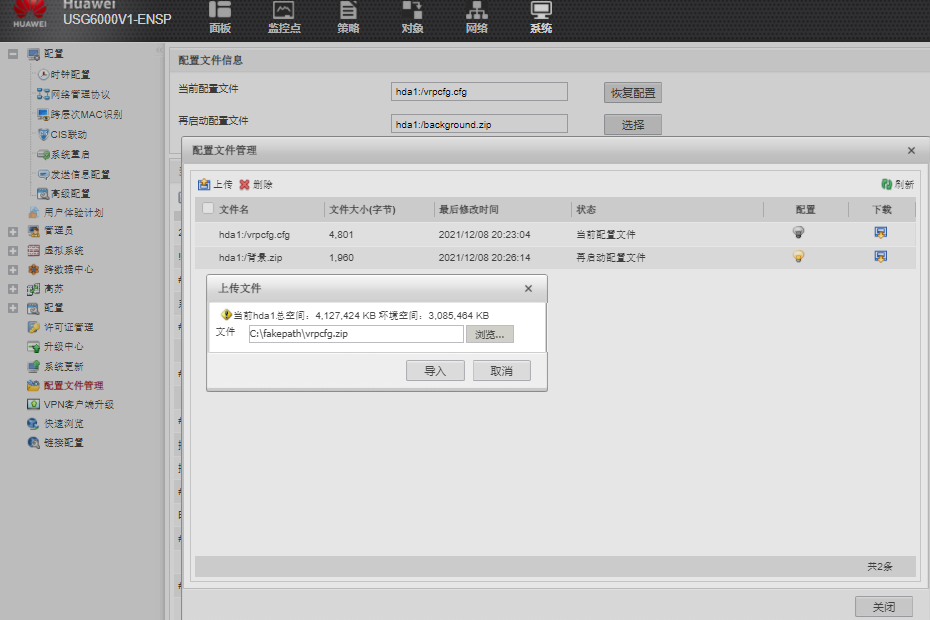 HUAWEI
Huawei
USG6000V1-ENSP
面板
监控点
策略
对象
网络
系统
配置
时钟配置
网络管理协议
跨层次MAC识别
CIS联动
系统重启
发送信息配置
高级配置
用户体验计划
管理员
虚拟系统
跨数据中心
高苏
配置
许可证管理
升级中心
系统更新
配置文件管理
VPN客户端升级
快速浏览
链接配置
配置文件信息
当前配置文件 hda1:/vrpcfg.cfg 恢复配置
再启动配置文件 hda1:/background.zip 选择
配置文件管理
上传 删除 刷新
文件名 文件大小(字节) 最后修改时间 状态 配置 下载
hda1:/vrpcfg.cfg 4,801 2021/12/08 20:23:04 当前配置文件
hda1:/背景.zip 1,960 2021/12/08 20:26:14 再启动配置文件
上传文件
当前hda1总空间：4,127,424 KB 环境空间：3,085,464 KB
文件 C:\fakepath\vrpcfg.zip 浏览...
导入 取消
共2条
关闭